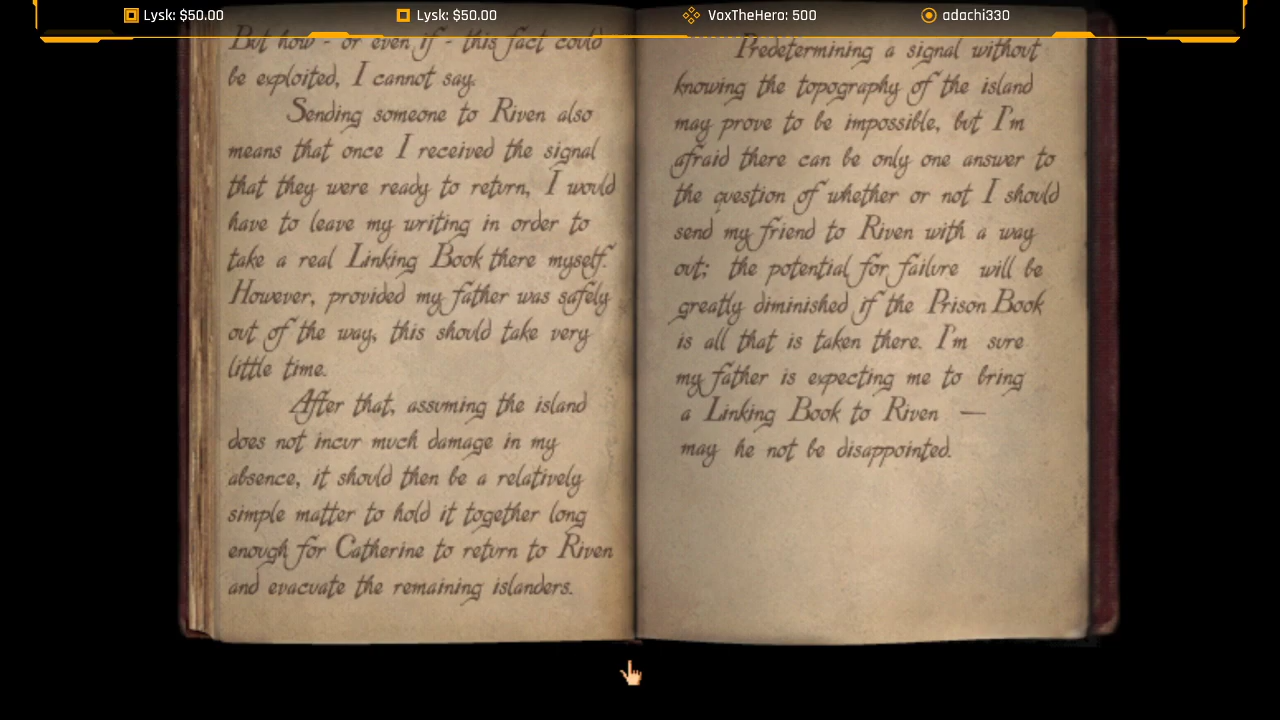 Lysk: $50.00
Lysk: $50.00
VoxTheHero: 500
adachi330
But how - or even if - this fact could
be exploited, I cannot say.
Sending someone to Riven also
means that once I received the signal
that they were ready to return, I would
have to leave my writing in order to
take a real Linking Book there myself.
However, provided my father was safely
out of the way, this should take very
little time.
After that, assuming the island
does not incur much damage in my
absence, it should then be a relatively
simple matter to hold it together long
enough for Catherine to return to Riven
and evacuate the remaining islanders.
Predetermining a signal without
knowing the topography of the island
may prove to be impossible, but I'm
afraid there can be only one answer to
the question of whether or not I should
send my friend to Riven with a way
out; the potential for failure will be
greatly diminished if the Prison Book
is all that is taken there. I'm sure
my father is expecting me to bring
a Linking Book to Riven —
may he not be disappointed.